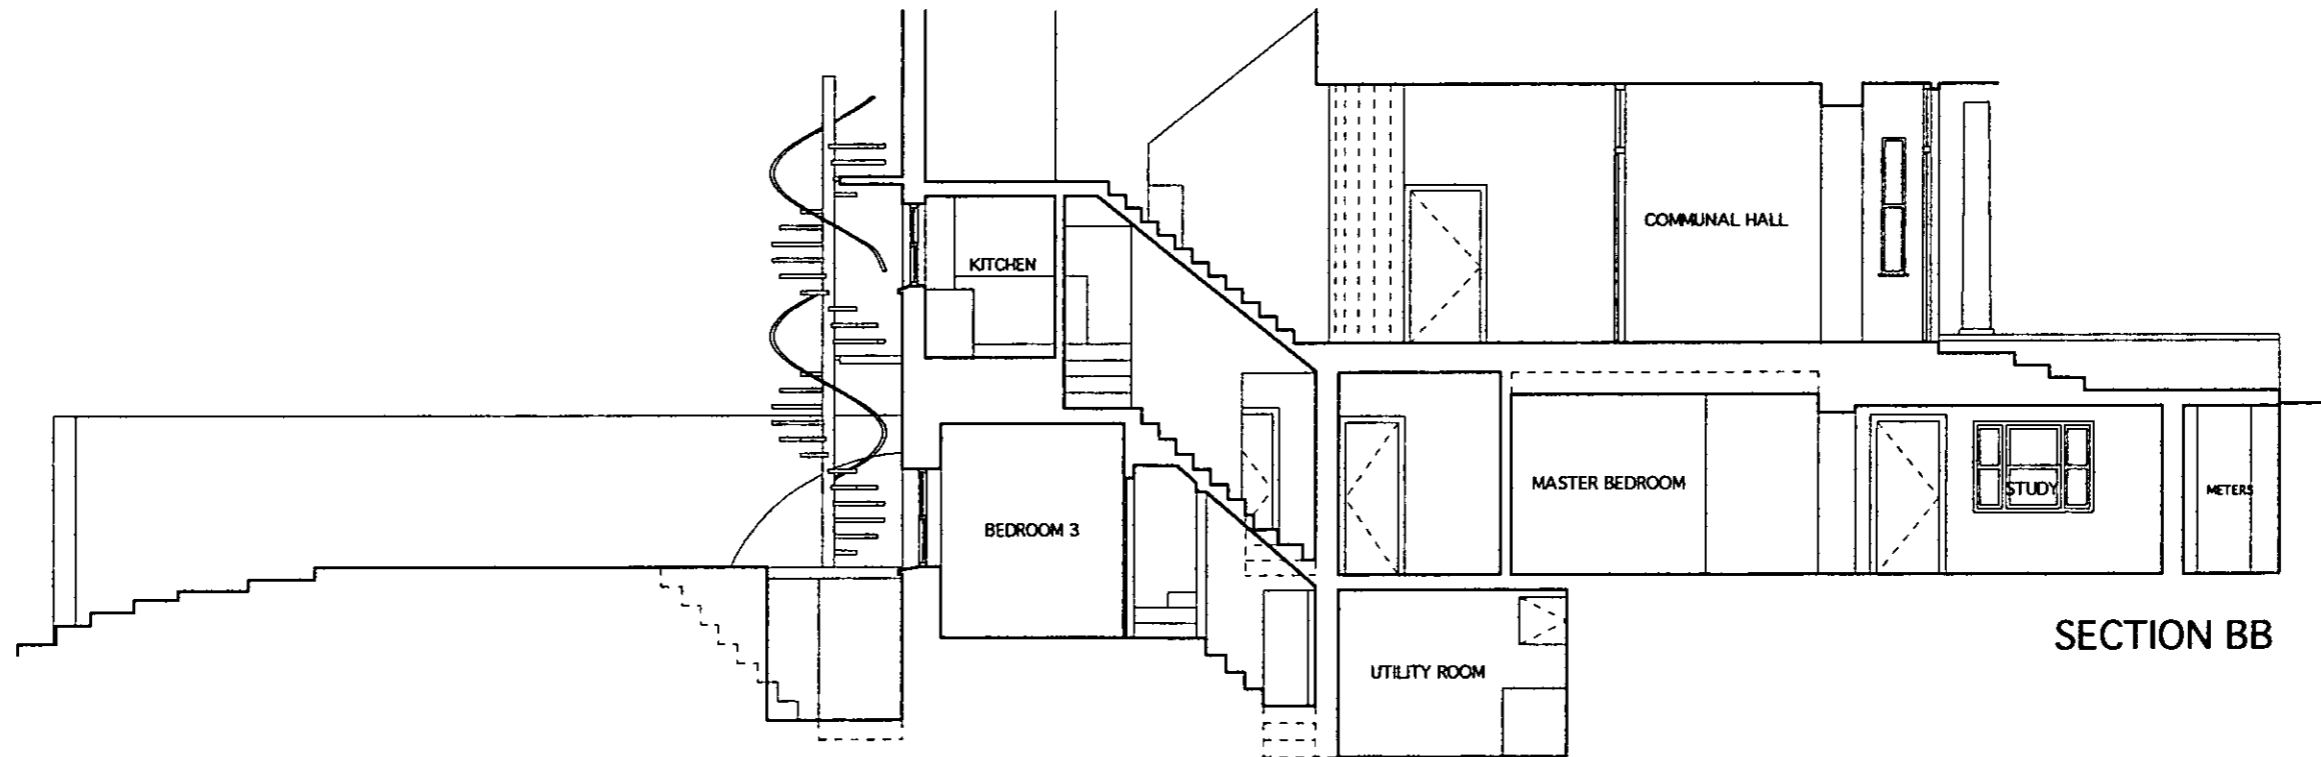 COMMUNAL HALL
KITCHEN
MASTER BEDROOM
STUDY
METERS
BEDROOM 3
UTILITY ROOM
SECTION BB